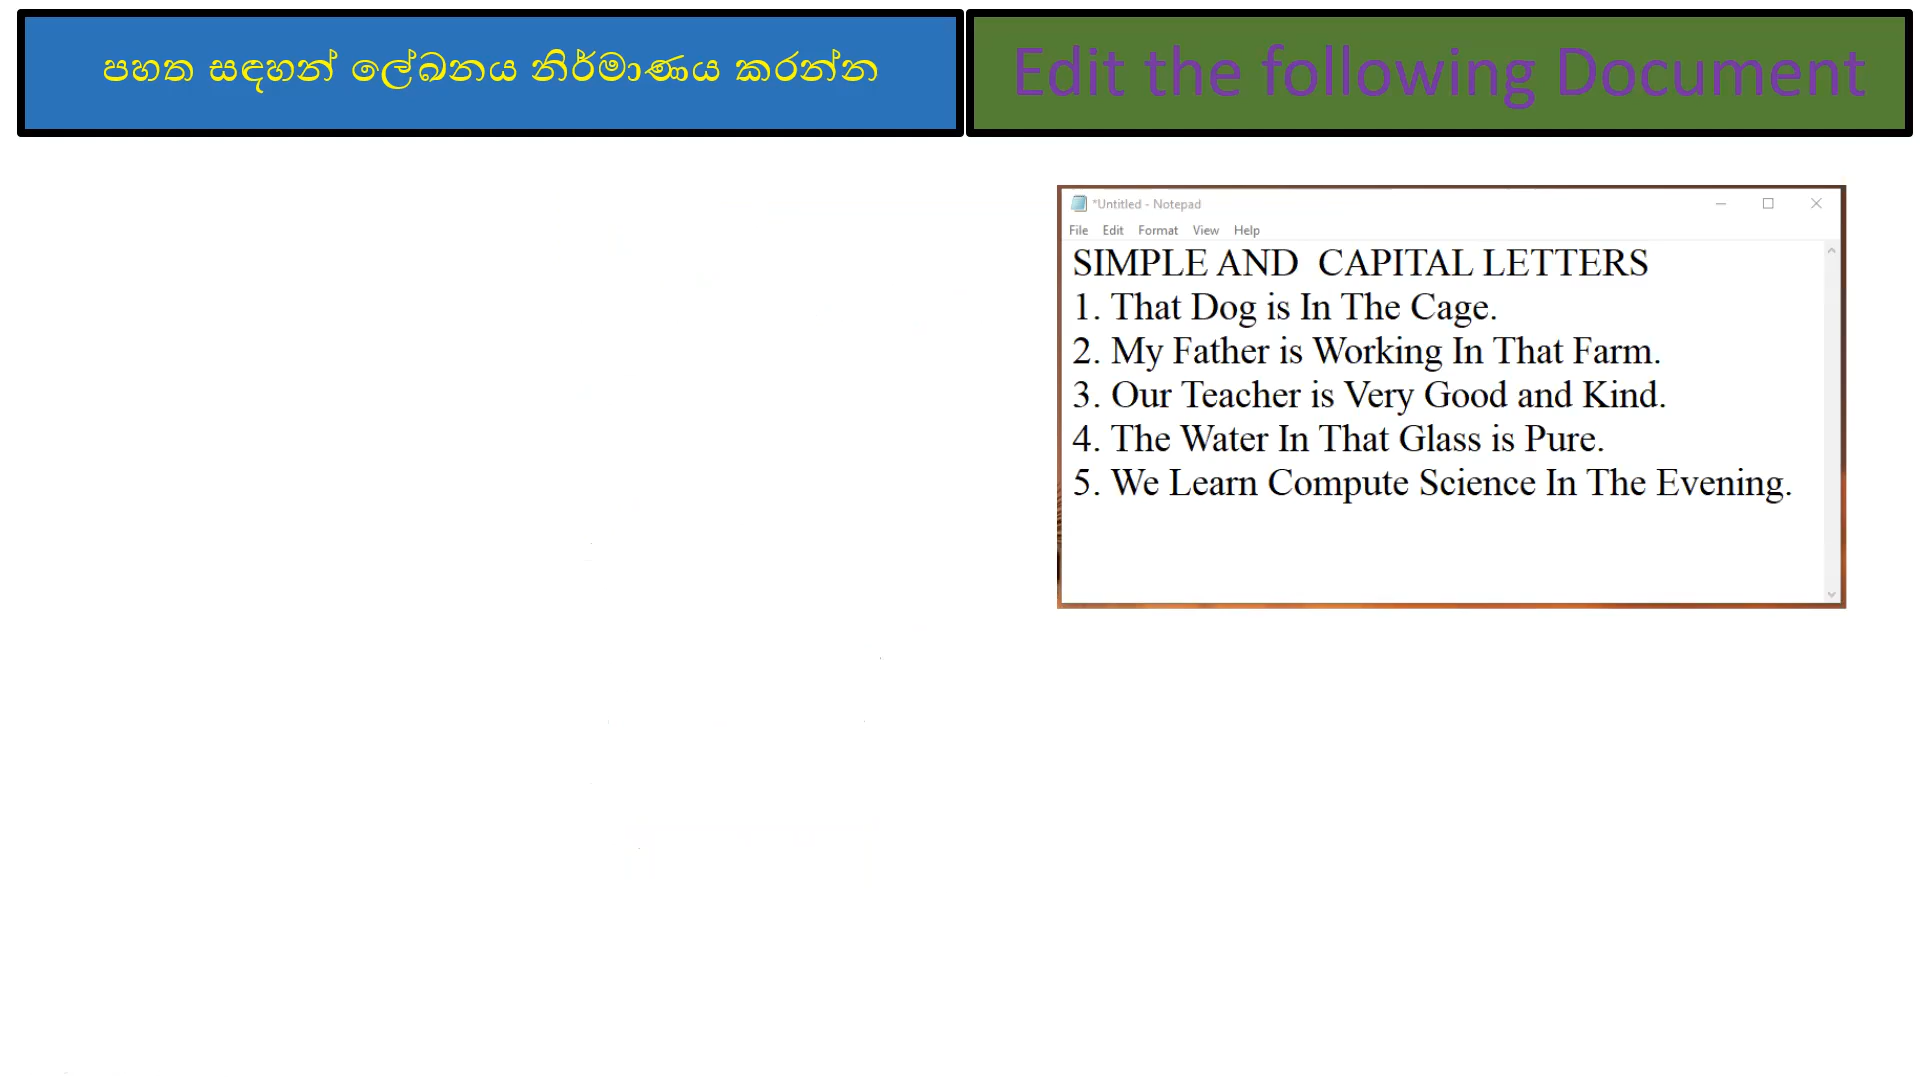 පහත සඳහන් ලේඛනය නිර්මාණය කරන්න
Edit the following Document
*Untitled - Notepad
File Edit Format View Help
SIMPLE AND  CAPITAL LETTERS
1. That Dog is In The Cage.
2. My Father is Working In That Farm.
3. Our Teacher is Very Good and Kind.
4. The Water In That Glass is Pure.
5. We Learn Compute Science In The Evening.